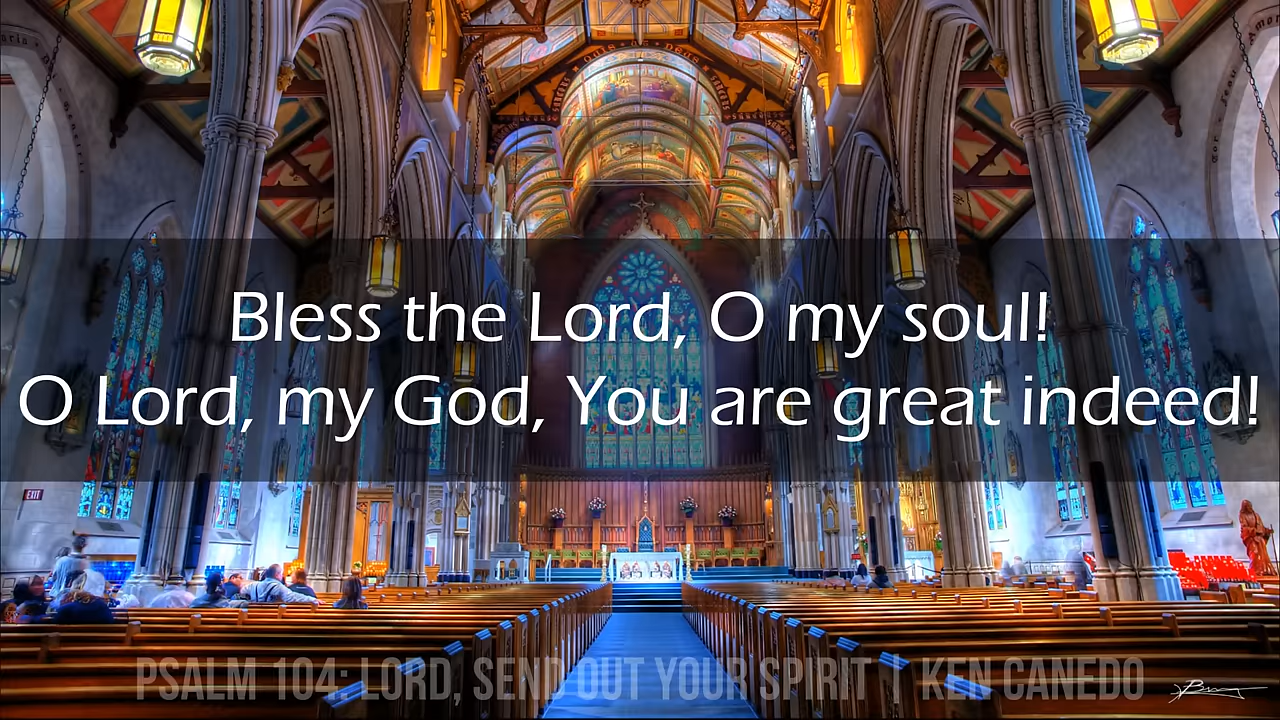 Bless the Lord, O my soul!
O Lord, my God, You are great indeed!
EXIT
PSALM 104: LORD, SEND OUT YOUR SPIRIT | KEN CANEDO